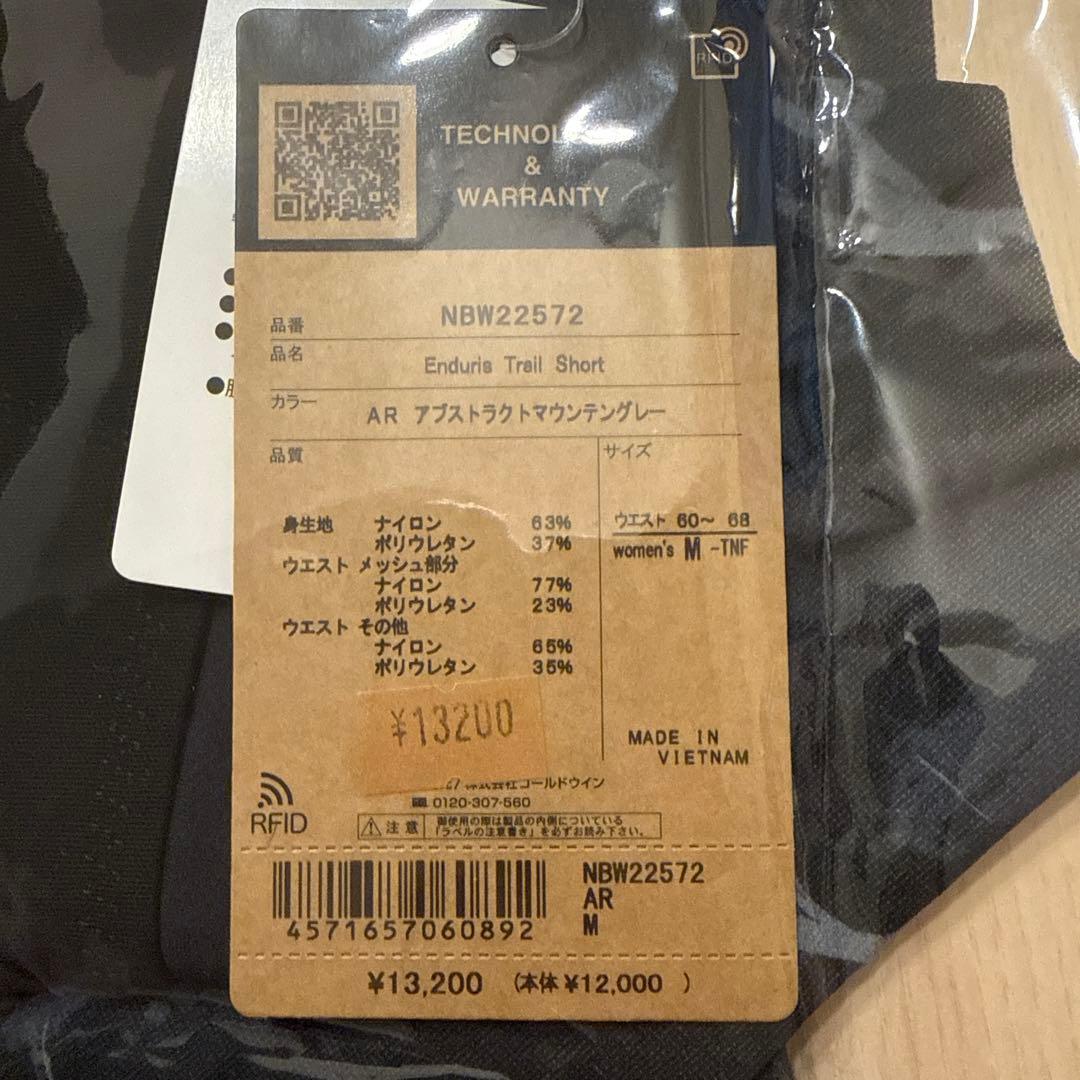 RFID
TECHNOL
&
WARRANTY
品番 NBW22572
品名 Enduris Trail Short
カラー AR アブストラクトマウンテングレー
品質
サイズ
身生地 ナイロン 63%
ポリウレタン 37%
ウエスト メッシュ部分
ナイロン 77%
ポリウレタン 23%
ウエスト その他
ナイロン 65%
ポリウレタン 35%
ウエスト 60～ 68
women's M -TNF
¥13200
MADE IN
VIETNAM
株式会社ゴールドウイン
0120-307-560
RFID
注意
御使用の際は製品の内側についている
「ラベルの注意書き」を必ずお読み下さい。
4571657060892
NBW22572
AR
M
¥13,200 (本体¥12,000 )